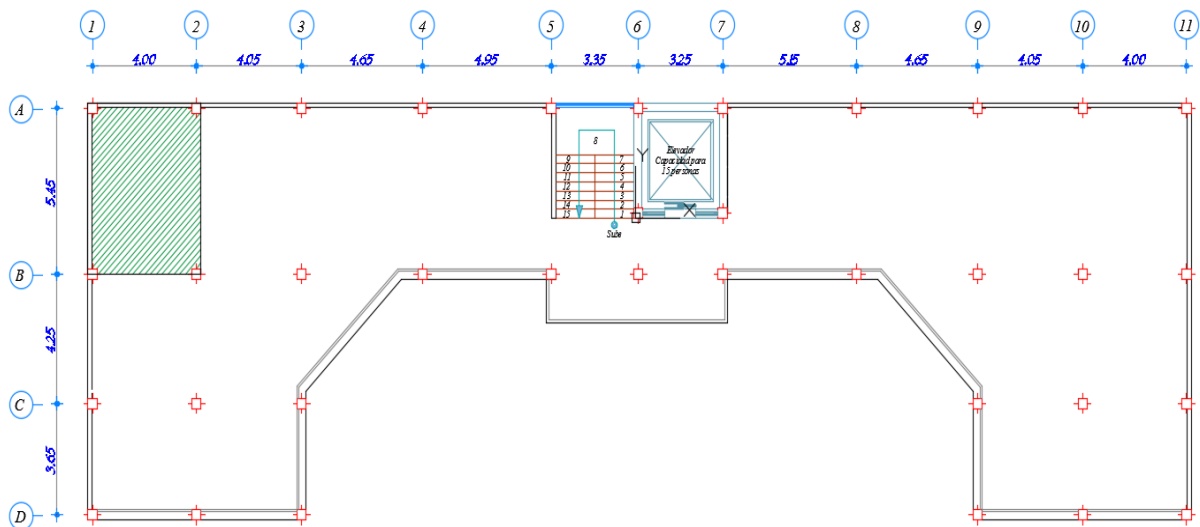 1 2 3 4 5 6 7 8 9 10 11
4.00 4.05 4.65 4.95 3.35 3.25 5.15 4.65 4.05 4.00
A
5.45
8
9 7
10 6
11 5
12 4
13 3
14 2
15 1
Sube
Y
Elevador
Capacidad para
15 personas
X
B
4.25
C
3.65
D